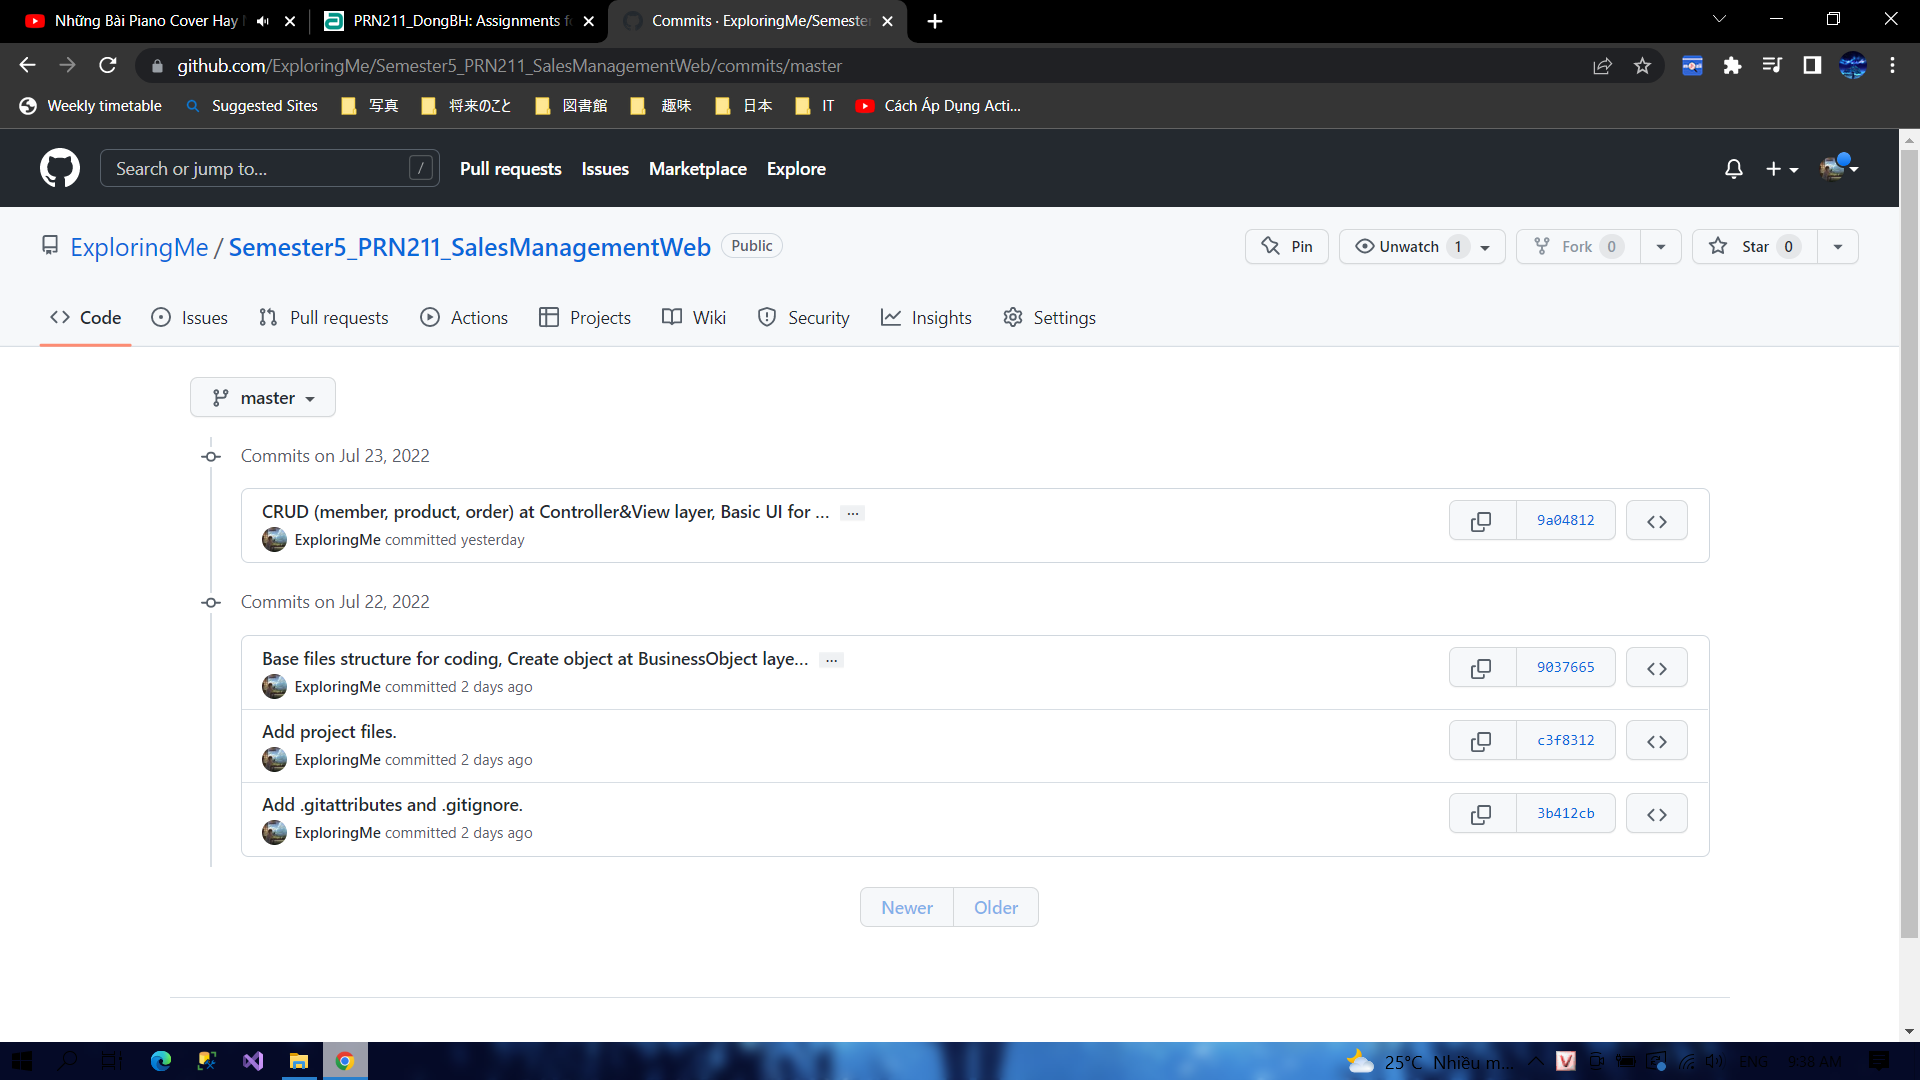 Những Bài Piano Cover Hay
PRN211_DongBH: Assignments f
Commits · ExploringMe/Semester
github.com/ExploringMe/Semester5_PRN211_SalesManagementWeb/commits/master
Weekly timetable
Suggested Sites
写真
将来のこと
図書館
趣味
日本
IT
Cách Áp Dụng Acti...
Search or jump to...
/
Pull requests
Issues
Marketplace
Explore
ExploringMe / Semester5_PRN211_SalesManagementWeb
Public
Pin
Unwatch 1
Fork 0
Star 0
Code
Issues
Pull requests
Actions
Projects
Wiki
Security
Insights
Settings
master
Commits on Jul 23, 2022
CRUD (member, product, order) at Controller&View layer, Basic UI for ... ...
9a04812
ExploringMe committed yesterday
Commits on Jul 22, 2022
Base files structure for coding, Create object at BusinessObject laye... ...
9037665
ExploringMe committed 2 days ago
Add project files.
c3f8312
ExploringMe committed 2 days ago
Add .gitattributes and .gitignore.
3b412cb
ExploringMe committed 2 days ago
Newer
Older
25°C Nhiều m...
ENG
9:38 AM